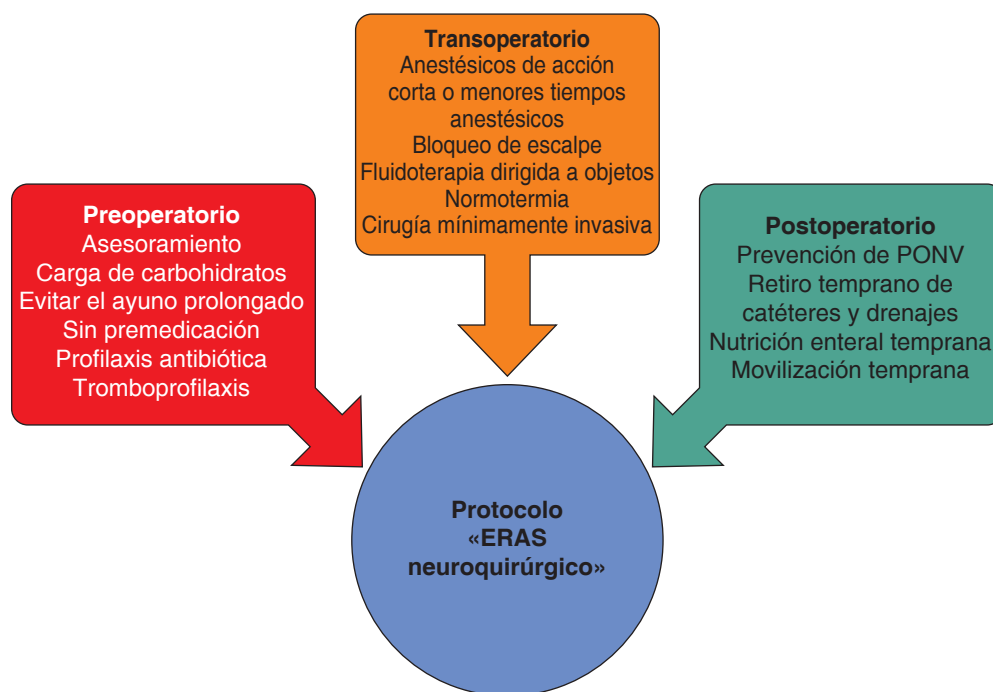 Preoperatorio
Asesoramiento
Carga de carbohidratos
Evitar el ayuno prolongado
Sin premedicación
Profilaxis antibiótica
Tromboprofilaxis
Transoperatorio
Anestésicos de acción
corta o menores tiempos
anestésicos
Bloqueo de escalpe
Fluidoterapia dirigida a objetos
Normotermia
Cirugía mínimamente invasiva
Postoperatorio
Prevención de PONV
Retiro temprano de
catéteres y drenajes
Nutrición enteral temprana
Movilización temprana
Protocolo
«ERAS
neuroquirúrgico»